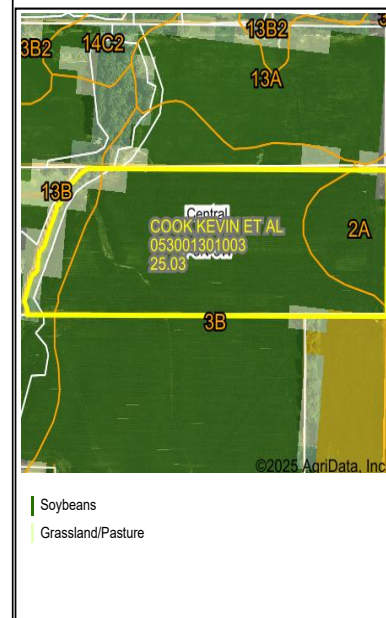 3B2
14C2
13B2
13A
13B
Central
COOK KEVIN ET AL
053001301003
25.03
2A
3B
©2025 AgriData, Inc
Soybeans
Grassland/Pasture